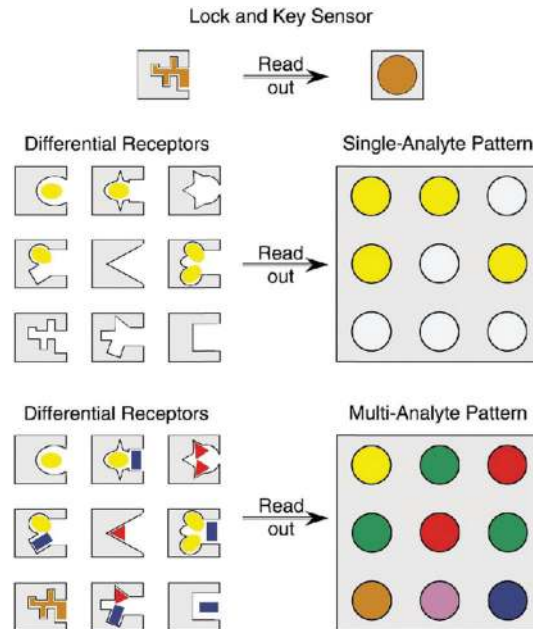 Lock and Key Sensor
Read
out
Differential Receptors
Single-Analyte Pattern
Read
out
Differential Receptors
Multi-Analyte Pattern
Read
out